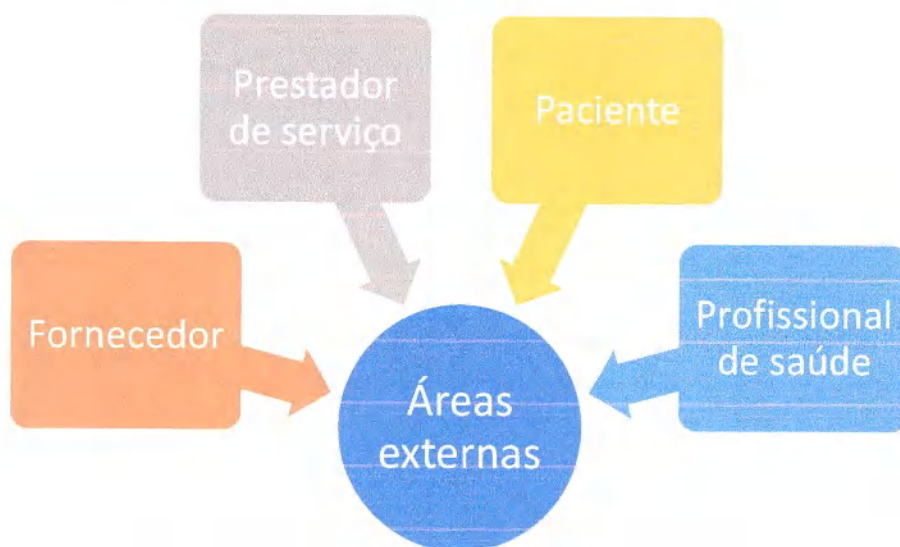 Prestador
de serviço
Paciente
Fornecedor
Profissional
de saúde
Áreas
externas